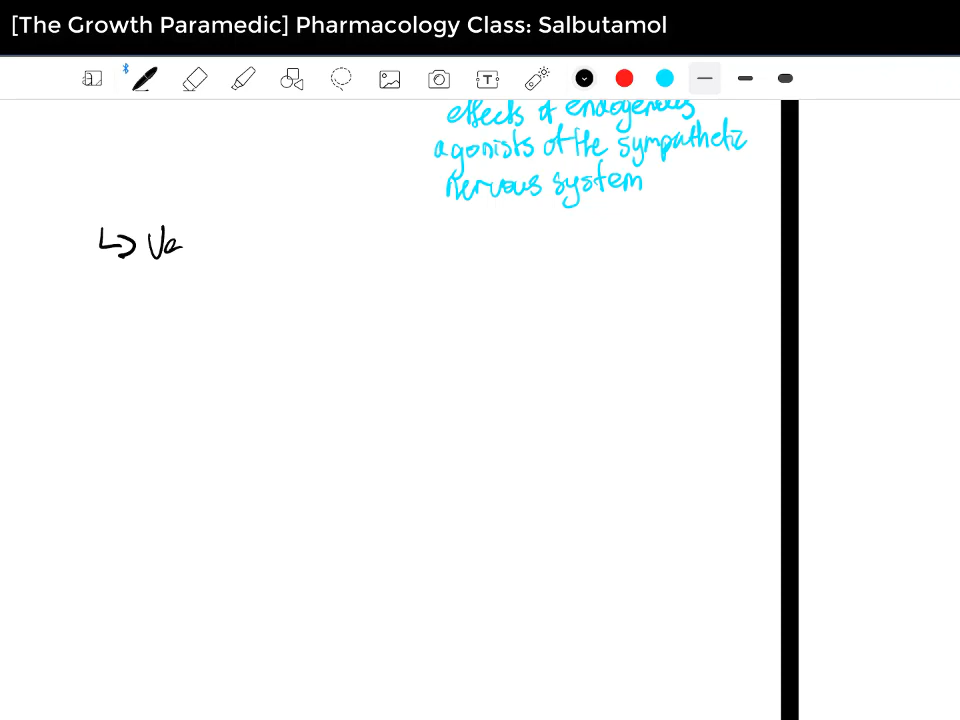 [The Growth Paramedic] Pharmacology Class: Salbutamol
T
effects of endogenous
agonists of the sympathetic
nervous system
↳ Va